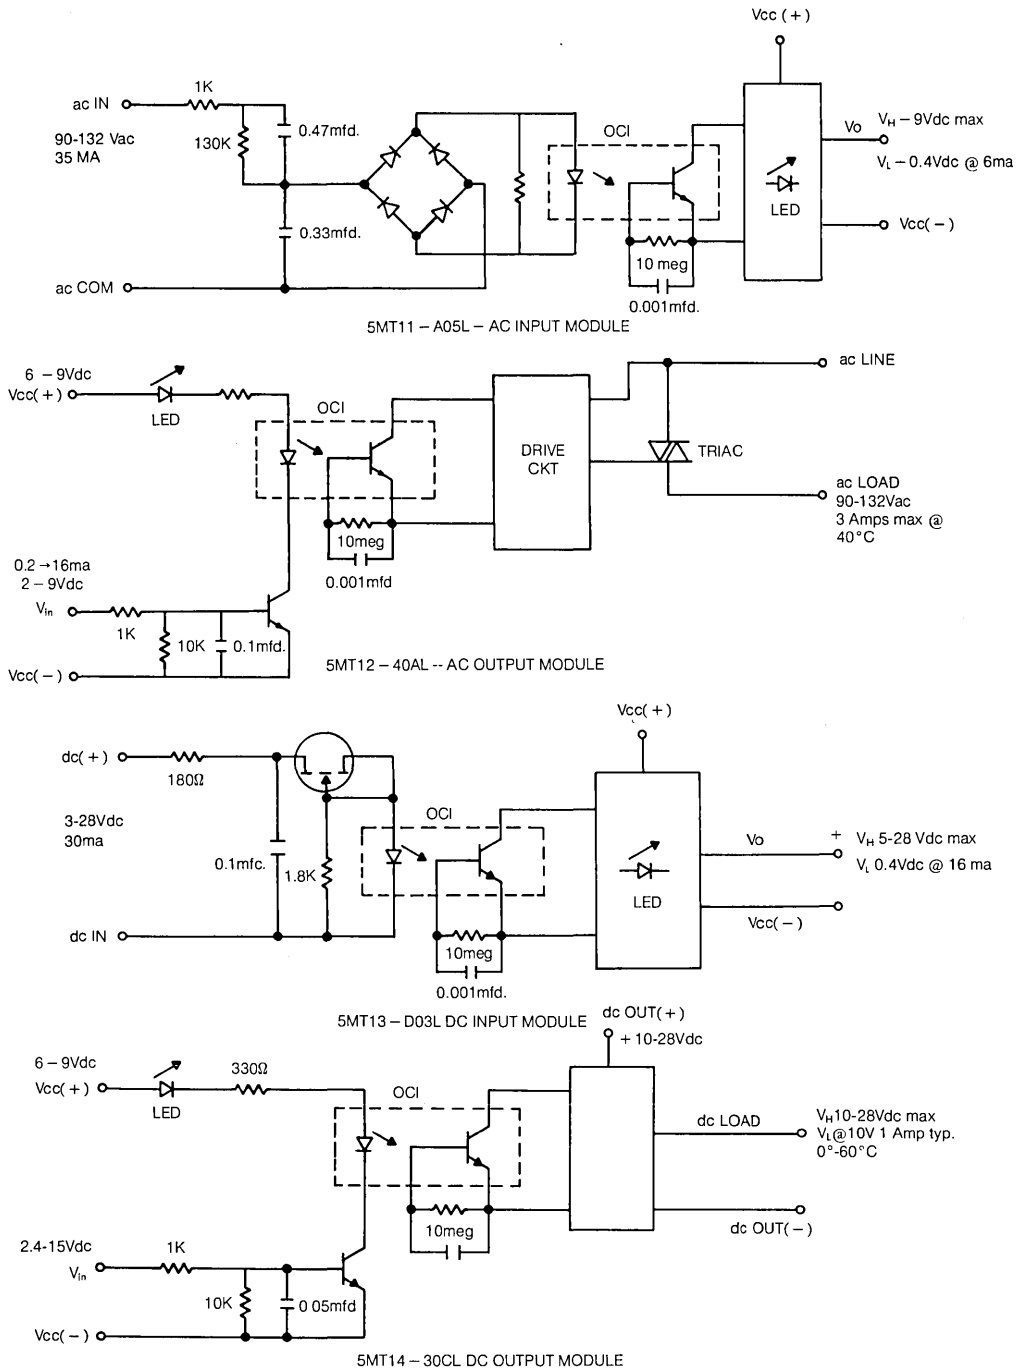 Vcc (+)
1K
ac IN
90-132 Vac
35 MA
130K
0.47mfd.
OCI
Vo
VH – 9Vdc max
VL – 0.4Vdc @ 6ma
LED
0.33mfd.
10 meg
Vcc(–)
ac COM
0.001mfd.
5MT11 – A05L – AC INPUT MODULE
6 – 9Vdc
Vcc(+)
LED
OCI
ac LINE
DRIVE
CKT
TRIAC
ac LOAD
90-132Vac
3 Amps max @
40°C
10meg
0.001mfd
0.2→16ma
2 – 9Vdc
Vin
1K
10K
0.1mfd.
Vcc(–)
5MT12 – 40AL -- AC OUTPUT MODULE
Vcc(+)
dc(+)
180Ω
3-28Vdc
30ma
OCI
0.1mfc.
1.8K
Vo
+ VH 5-28 Vdc max
VL 0.4Vdc @ 16 ma
LED
Vcc(–)
dc IN
10meg
0.001mfd.
5MT13 – D03L DC INPUT MODULE
dc OUT(+)
+ 10-28Vdc
6 – 9Vdc
Vcc(+)
LED
330Ω
OCI
dc LOAD
VH10-28Vdc max
VL@10V 1 Amp typ.
0°-60°C
10meg
dc OUT(–)
2.4-15Vdc
Vin
1K
10K
0 05mfd
Vcc(–)
5MT14 – 30CL DC OUTPUT MODULE